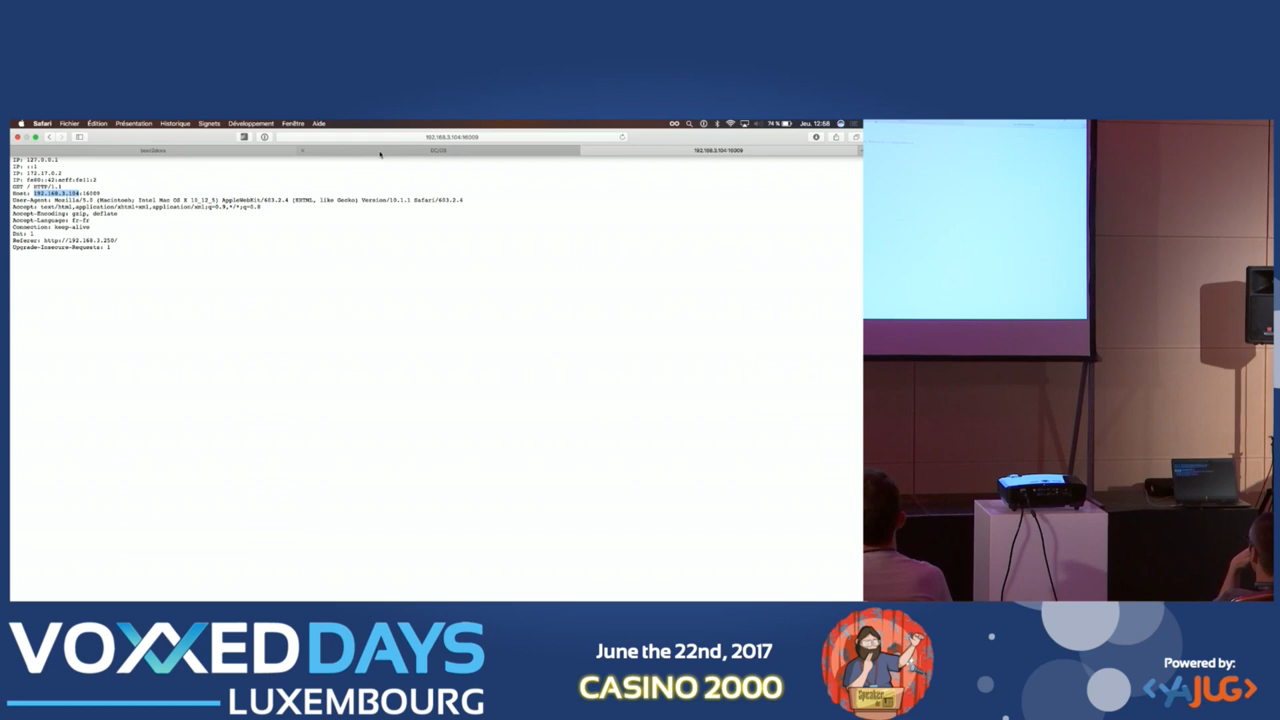 Safari Fichier Édition Présentation Historique Signets Développement Fenêtre Aide
74 % Jeu. 12:58
192.168.3.104:16009
DC/OS
192.168.3.104:16009
IP: 127.0.0.1
IP: ::1
IP: 172.17.0.2
GET / HTTP/1.1
Host: 192.168.3.104:16009
User-Agent: Mozilla/5.0 (Macintosh; Intel Mac OS X 10_12_5) AppleWebKit/603.2.4 (KHTML, like Gecko) Version/10.1.1 Safari/603.2.4
Accept: text/html,application/xhtml+xml,application/xml;q=0.9,*/*;q=0.8
Accept-Encoding: gzip, deflate
Accept-Language: fr-fr
Connection: keep-alive
Dnt: 1
Referer: http://192.168.3.250/
Upgrade-Insecure-Requests: 1
VOXXED DAYS
LUXEMBOURG
June the 22nd, 2017
CASINO 2000
Speaker
Powered by:
YAJUG